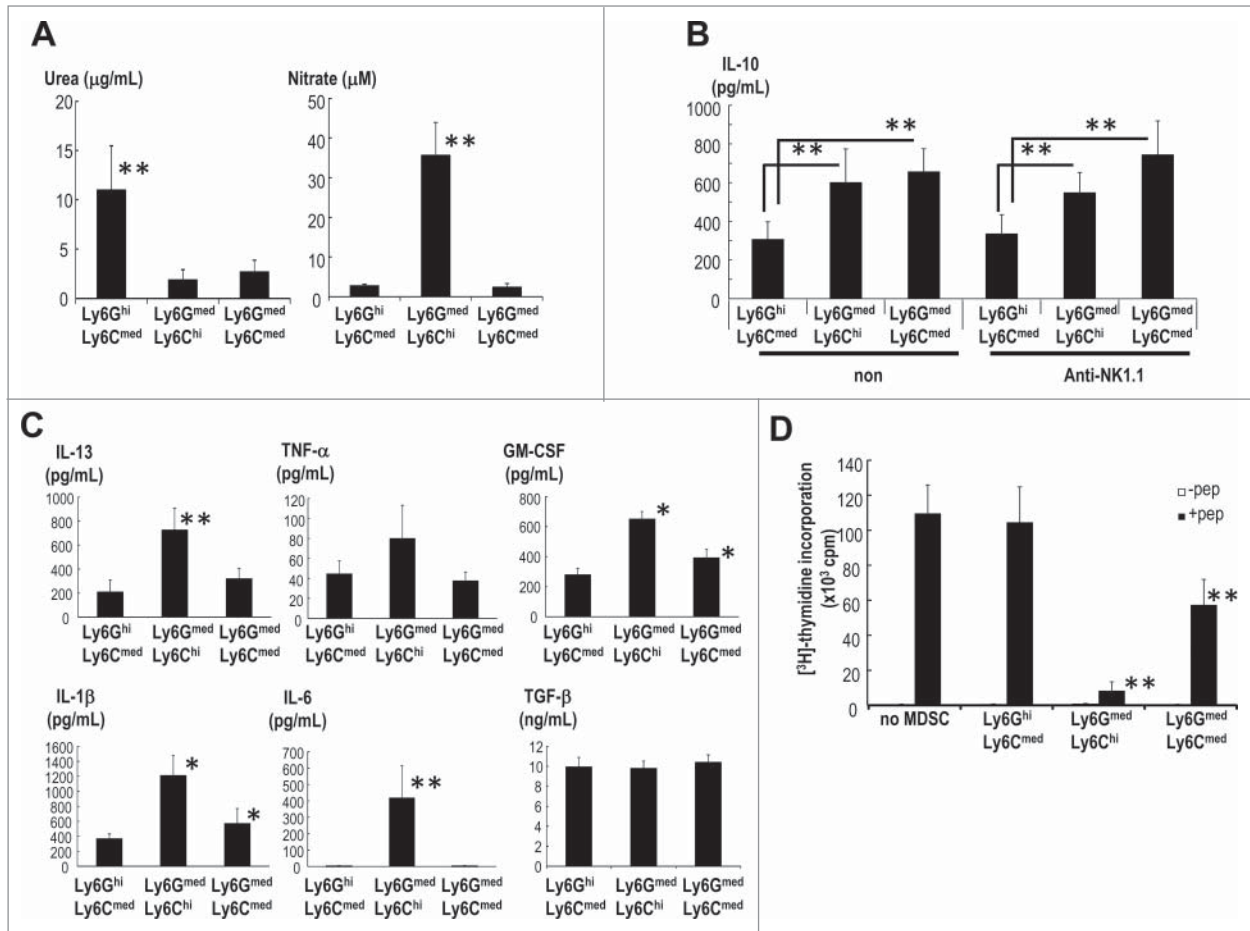 A
Urea (μg/mL)
20
15
10
5
0
**
Ly6Ghi Ly6Gmed Ly6Gmed
Ly6Cmed Ly6Chi Ly6Cmed
Nitrate (μM)
50
40
30
20
10
0
**
Ly6Ghi Ly6Gmed Ly6Gmed
Ly6Cmed Ly6Chi Ly6Cmed
B
IL-10
(pg/mL)
1000
800
600
400
200
0
** **
** **
Ly6Ghi Ly6Gmed Ly6Gmed Ly6Ghi Ly6Gmed Ly6Gmed
Ly6Cmed Ly6Chi Ly6Cmed Ly6Cmed Ly6Chi Ly6Cmed
non Anti-NK1.1
C
IL-13
(pg/mL)
1000
800
600
400
200
0
**
Ly6Ghi Ly6Gmed Ly6Gmed
Ly6Cmed Ly6Chi Ly6Cmed
TNF-α
(pg/mL)
120
100
80
60
40
20
0
Ly6Ghi Ly6Gmed Ly6Gmed
Ly6Cmed Ly6Chi Ly6Cmed
GM-CSF
(pg/mL)
800
600
400
200
0
*
*
Ly6Ghi Ly6Gmed Ly6Gmed
Ly6Cmed Ly6Chi Ly6Cmed
IL-1β
(pg/mL)
1600
1400
1200
1000
800
600
400
200
0
*
*
Ly6Ghi Ly6Gmed Ly6Gmed
Ly6Cmed Ly6Chi Ly6Cmed
IL-6
(pg/mL)
700
600
500
400
300
200
100
0
**
Ly6Ghi Ly6Gmed Ly6Gmed
Ly6Cmed Ly6Chi Ly6Cmed
TGF-β
(ng/mL)
12
10
8
6
4
2
0
Ly6Ghi Ly6Gmed Ly6Gmed
Ly6Cmed Ly6Chi Ly6Cmed
D
[3H]-thymidine incorporation
(x103 cpm)
140
120
100
80
60
40
20
0
-pep
+pep
**
**
no MDSC Ly6Ghi Ly6Gmed Ly6Gmed
Ly6Cmed Ly6Chi Ly6Cmed